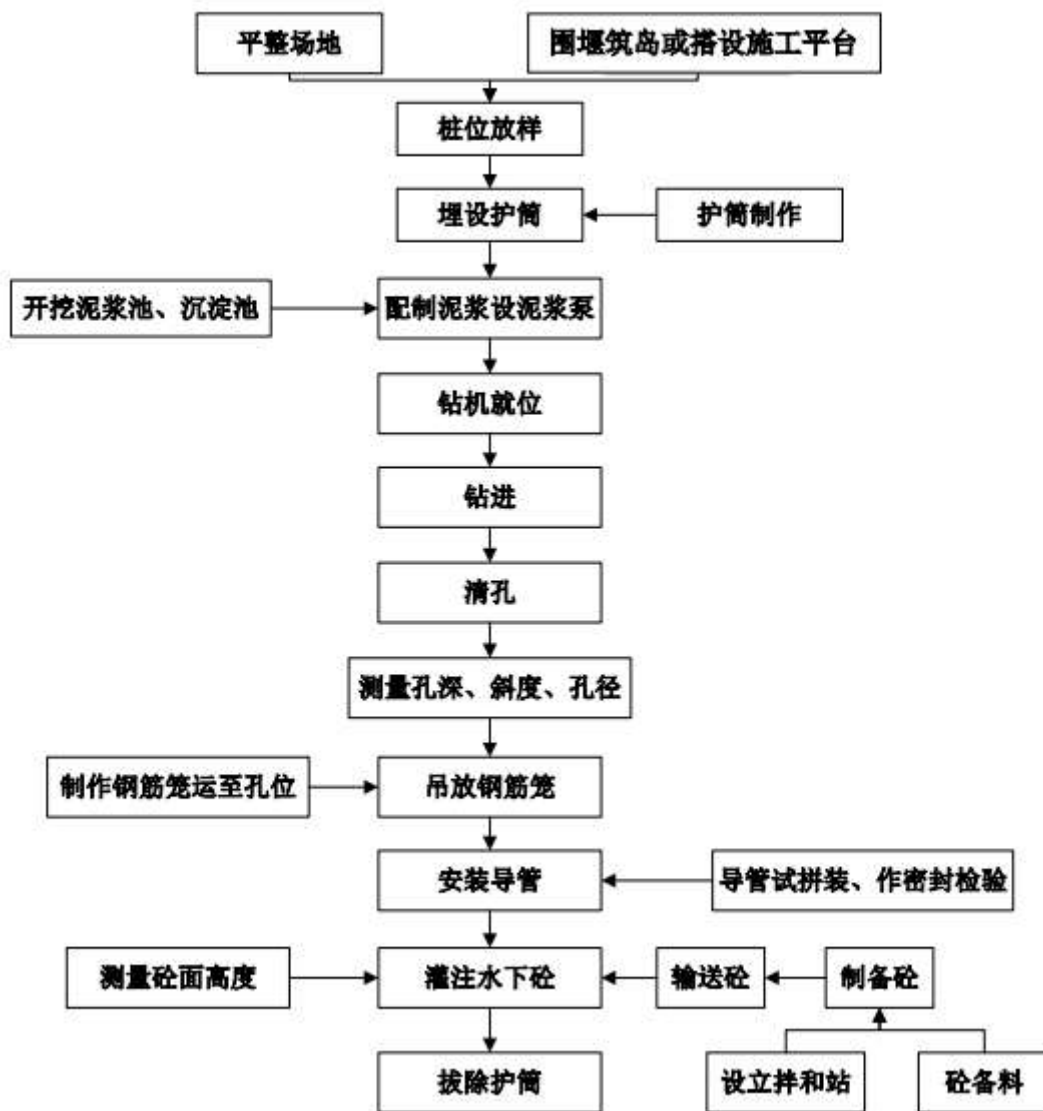 平整场地
围堰筑岛或搭设施工平台
桩位放样
埋设护筒
护筒制作
开挖泥浆池、沉淀池
配制泥浆设泥浆泵
钻机就位
钻进
清孔
测量孔深、斜度、孔径
制作钢筋笼运至孔位
吊放钢筋笼
安装导管
导管试拼装、作密封检验
测量砼面高度
灌注水下砼
输送砼
制备砼
拔除护筒
设立拌和站
砼备料